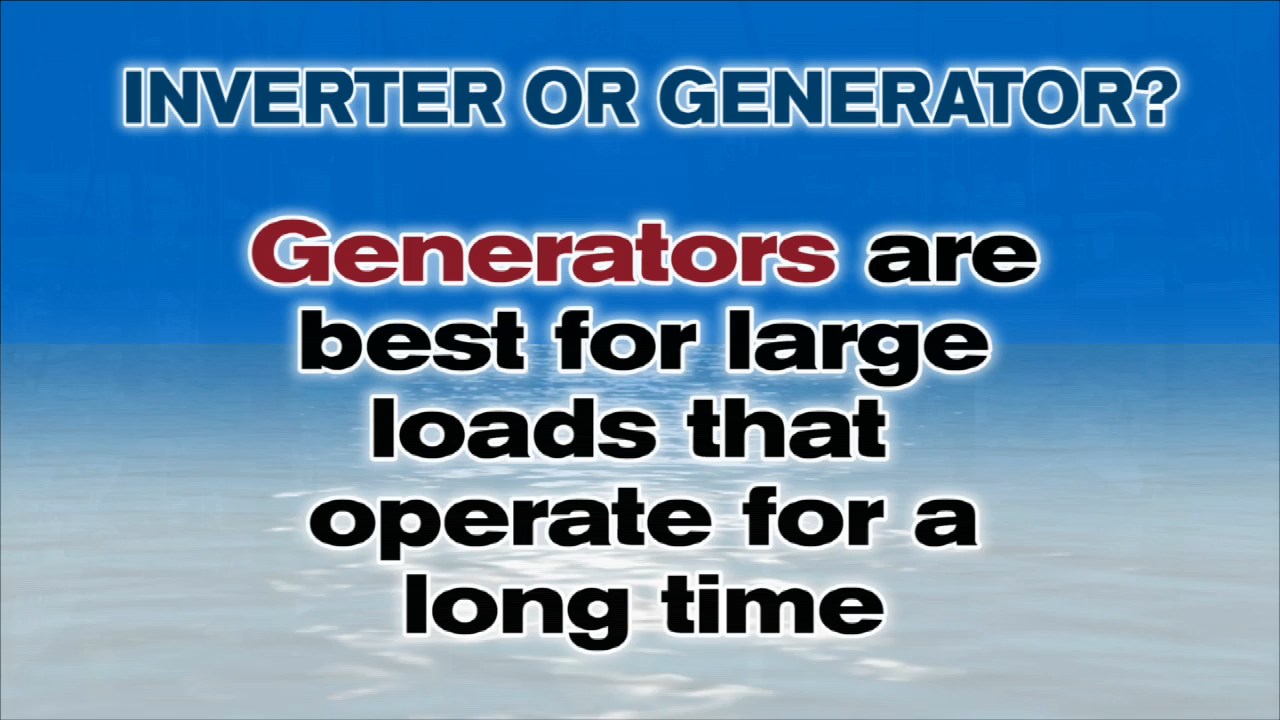 INVERTER OR GENERATOR?
Generators are
best for large
loads that
operate for a
long time